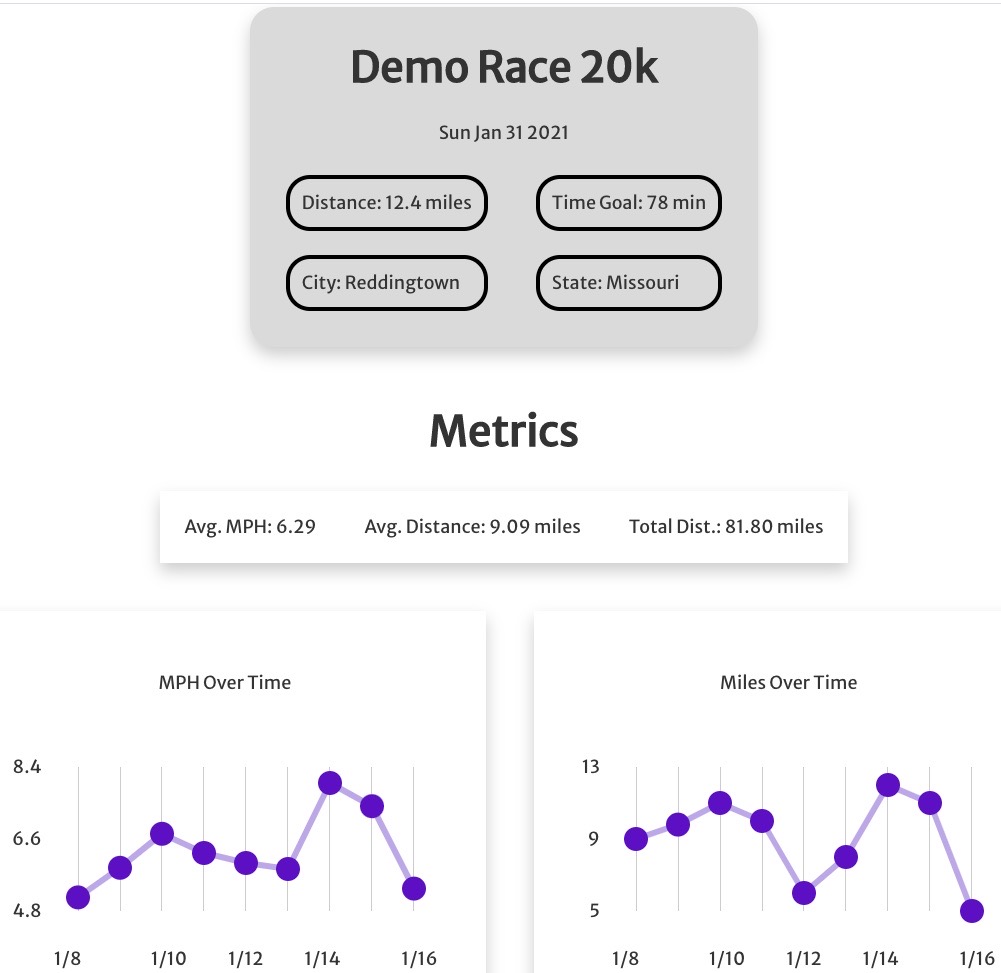 Demo Race 20k
Sun Jan 31 2021
Distance: 12.4 miles
Time Goal: 78 min
City: Reddingtown
State: Missouri
Metrics
Avg. MPH: 6.29
Avg. Distance: 9.09 miles
Total Dist.: 81.80 miles
MPH Over Time
8.4
6.6
4.8
1/8
1/10
1/12
1/14
1/16
Miles Over Time
13
9
5
1/8
1/10
1/12
1/14
1/16